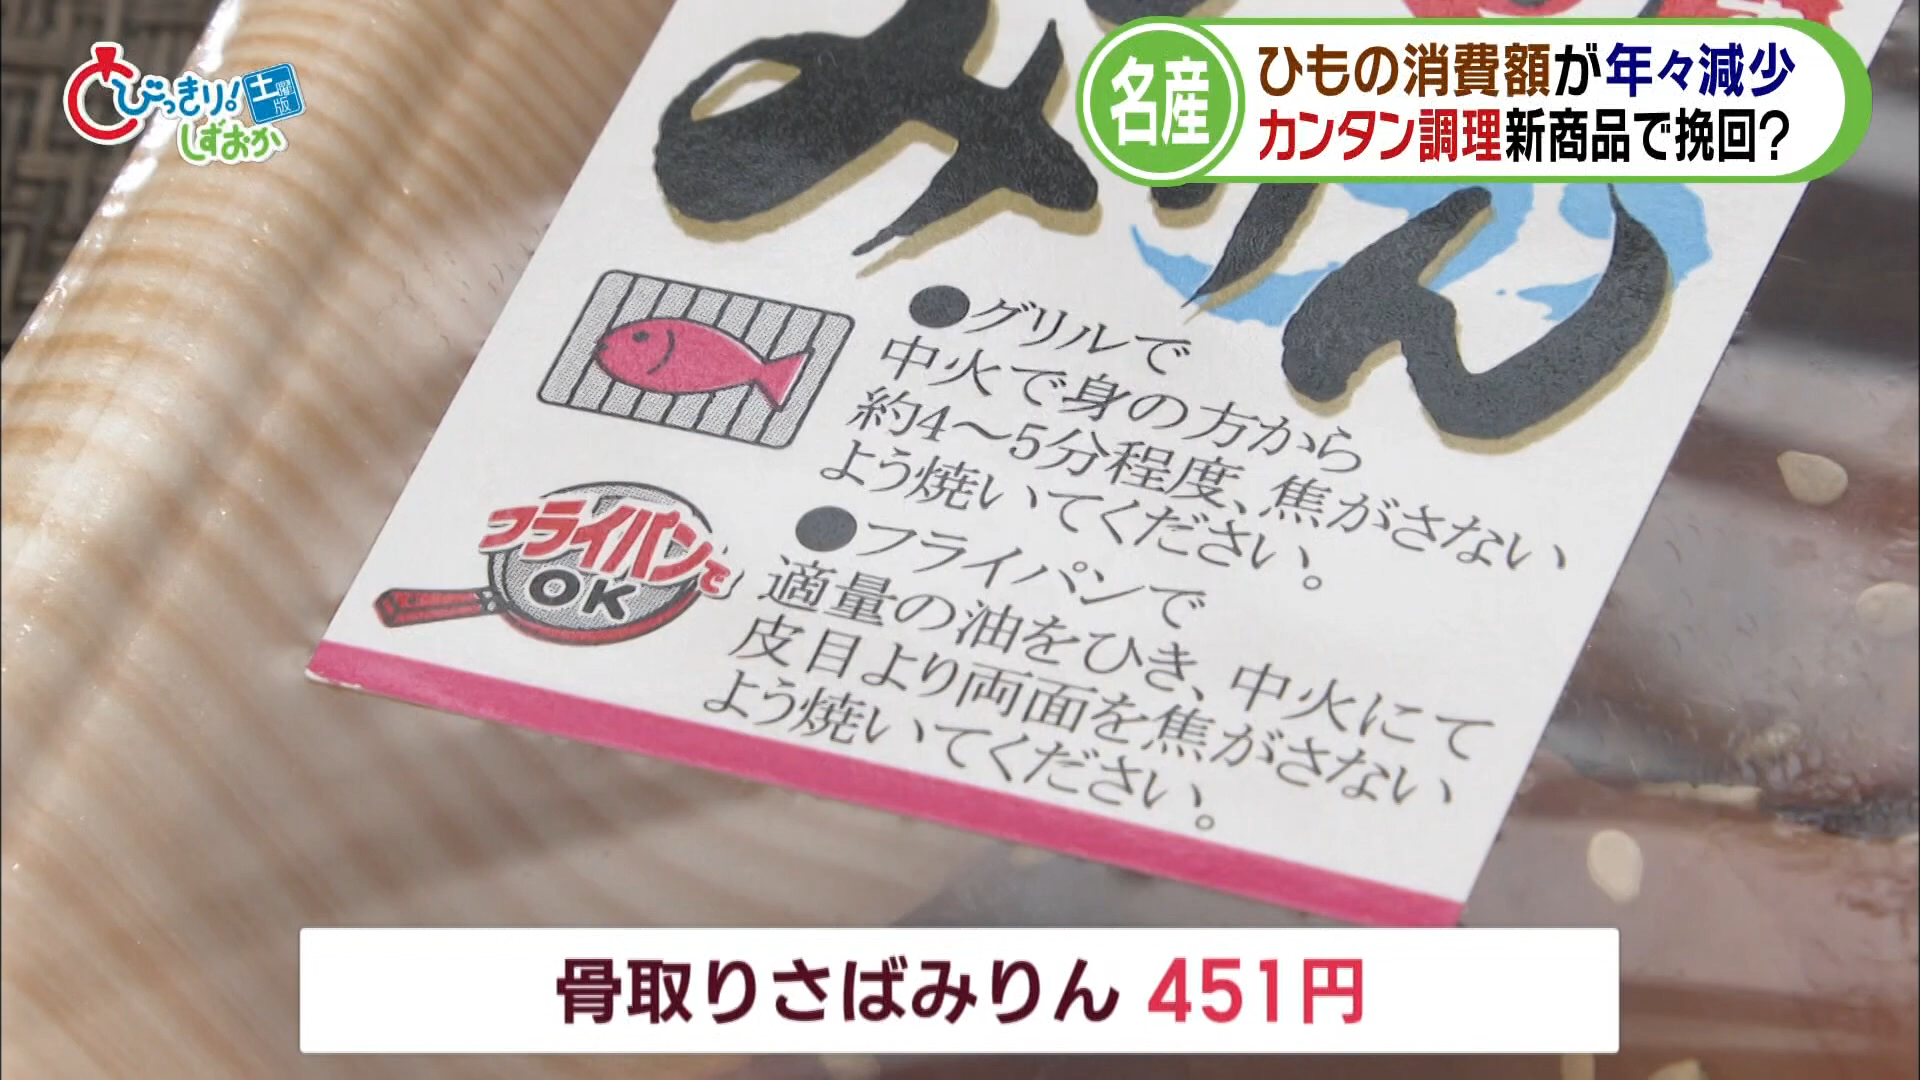 とびっきり!
しずおか
土曜版
名産
ひもの消費額が年々減少
カンタン調理新商品で挽回?
みりん
●グリルで
中火で身の方から
約4～5分程度、焦がさない
よう焼いてください。
フライパンで
OK
●フライパンで
適量の油をひき、中火にて
皮目より両面を焦がさない
よう焼いてください。
骨取りさばみりん 451円